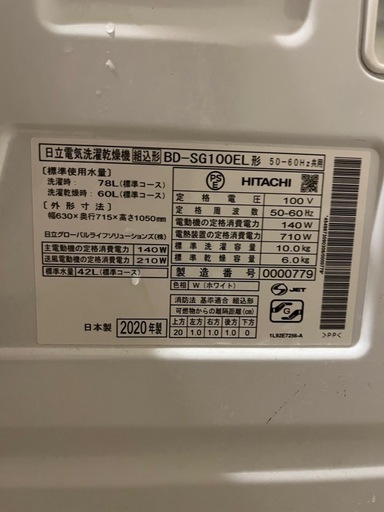 日立電気洗濯乾燥機 組込形 BD-SG100EL形 50-60Hz共用
[標準使用水量]
洗濯時: 78L(標準コース)
洗濯乾燥時: 60L(標準コース)
[外形寸法]
幅630×奥行715×高さ1050mm
日立グローバルライフソリューションズ(株)
主電動機の定格消費電力 140W
送風電動機の定格消費電力 210W
標準水量 42L(標準コース)
日本製 2020年製
PS E HITACHI
定格電圧 100V
定格周波数 50-60Hz
電動機の定格消費電力 140W
電熱装置の定格消費電力 710W
標準洗濯容量 10.0kg
標準乾燥容量 6.0kg
製造番号 0000779
色相 W(ホワイト)
JET
消防法 基準適合 組込形
可燃物からの離隔距離(cm)
上方 左方 右方 前方 後方 下方
20 1.0 1.0 1.0 1.0 0
G
1L92E7256-A
>PP<